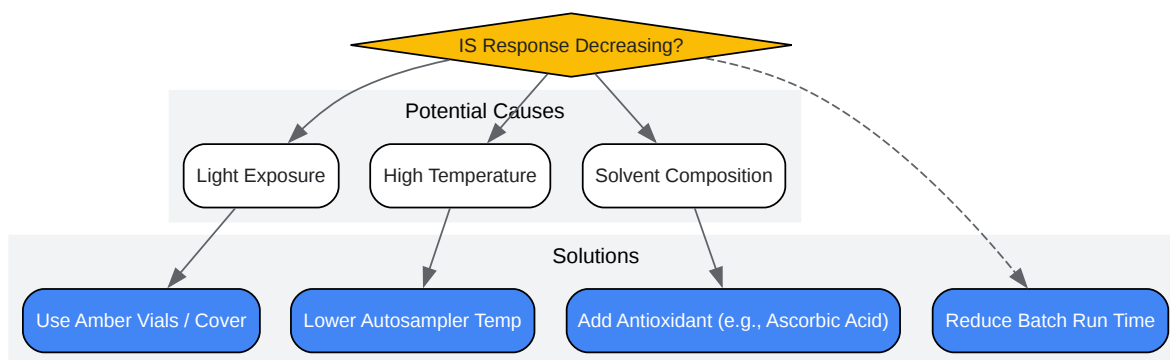 IS Response Decreasing?
Potential Causes
Light Exposure
High Temperature
Solvent Composition
Solutions
Use Amber Vials / Cover
Lower Autosampler Temp
Add Antioxidant (e.g., Ascorbic Acid)
Reduce Batch Run Time